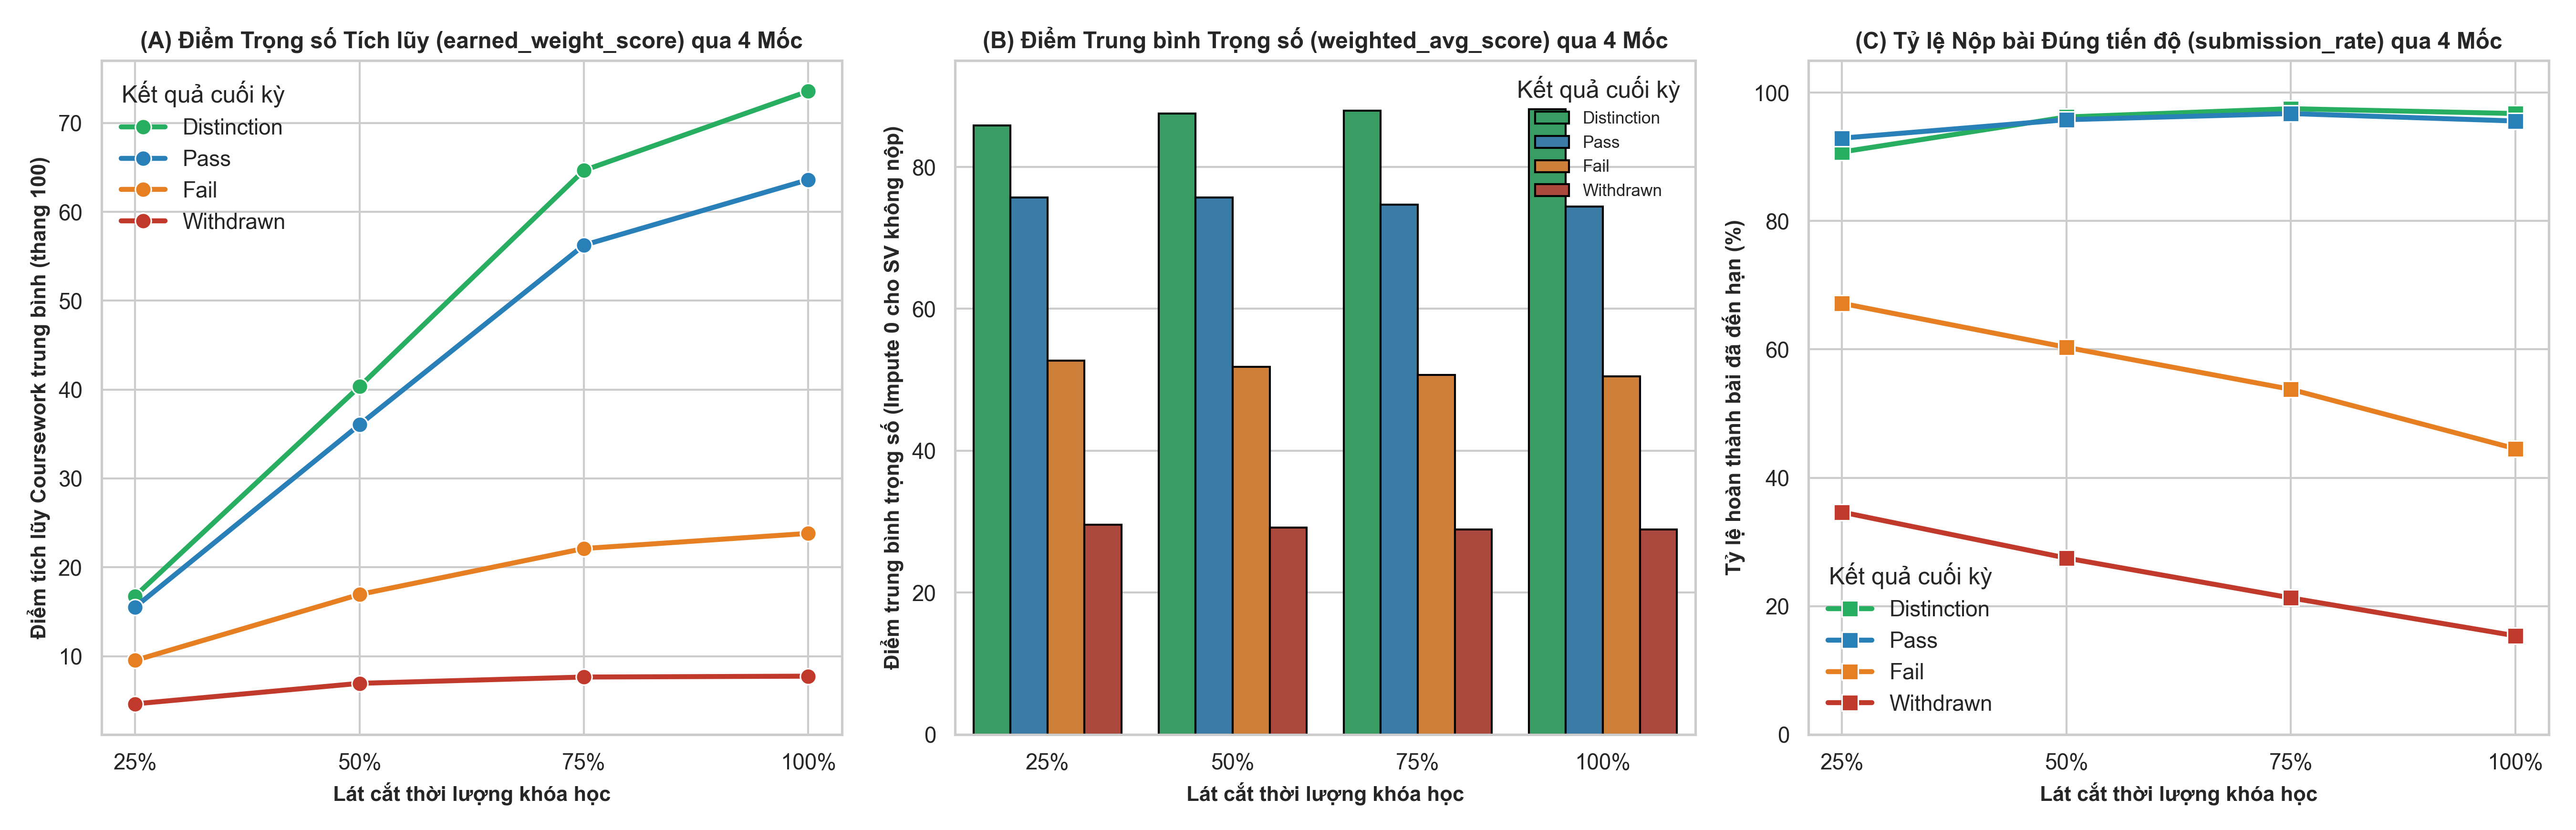 (A) Điểm Trọng số Tích lũy (earned_weight_score) qua 4 Mốc
Điểm tích lũy Coursework trung bình (thang 100)
70
60
50
40
30
20
10
Kết quả cuối kỳ
Distinction
Pass
Fail
Withdrawn
25%
50%
75%
100%
Lát cắt thời lượng khóa học
(B) Điểm Trung bình Trọng số (weighted_avg_score) qua 4 Mốc
Điểm trung bình trọng số (Impute 0 cho SV không nộp)
80
60
40
20
0
Kết quả cuối kỳ
Distinction
Pass
Fail
Withdrawn
25%
50%
75%
100%
Lát cắt thời lượng khóa học
(C) Tỷ lệ Nộp bài Đúng tiến độ (submission_rate) qua 4 Mốc
Tỷ lệ hoàn thành bài đã đến hạn (%)
100
80
60
40
20
0
Kết quả cuối kỳ
Distinction
Pass
Fail
Withdrawn
25%
50%
75%
100%
Lát cắt thời lượng khóa học